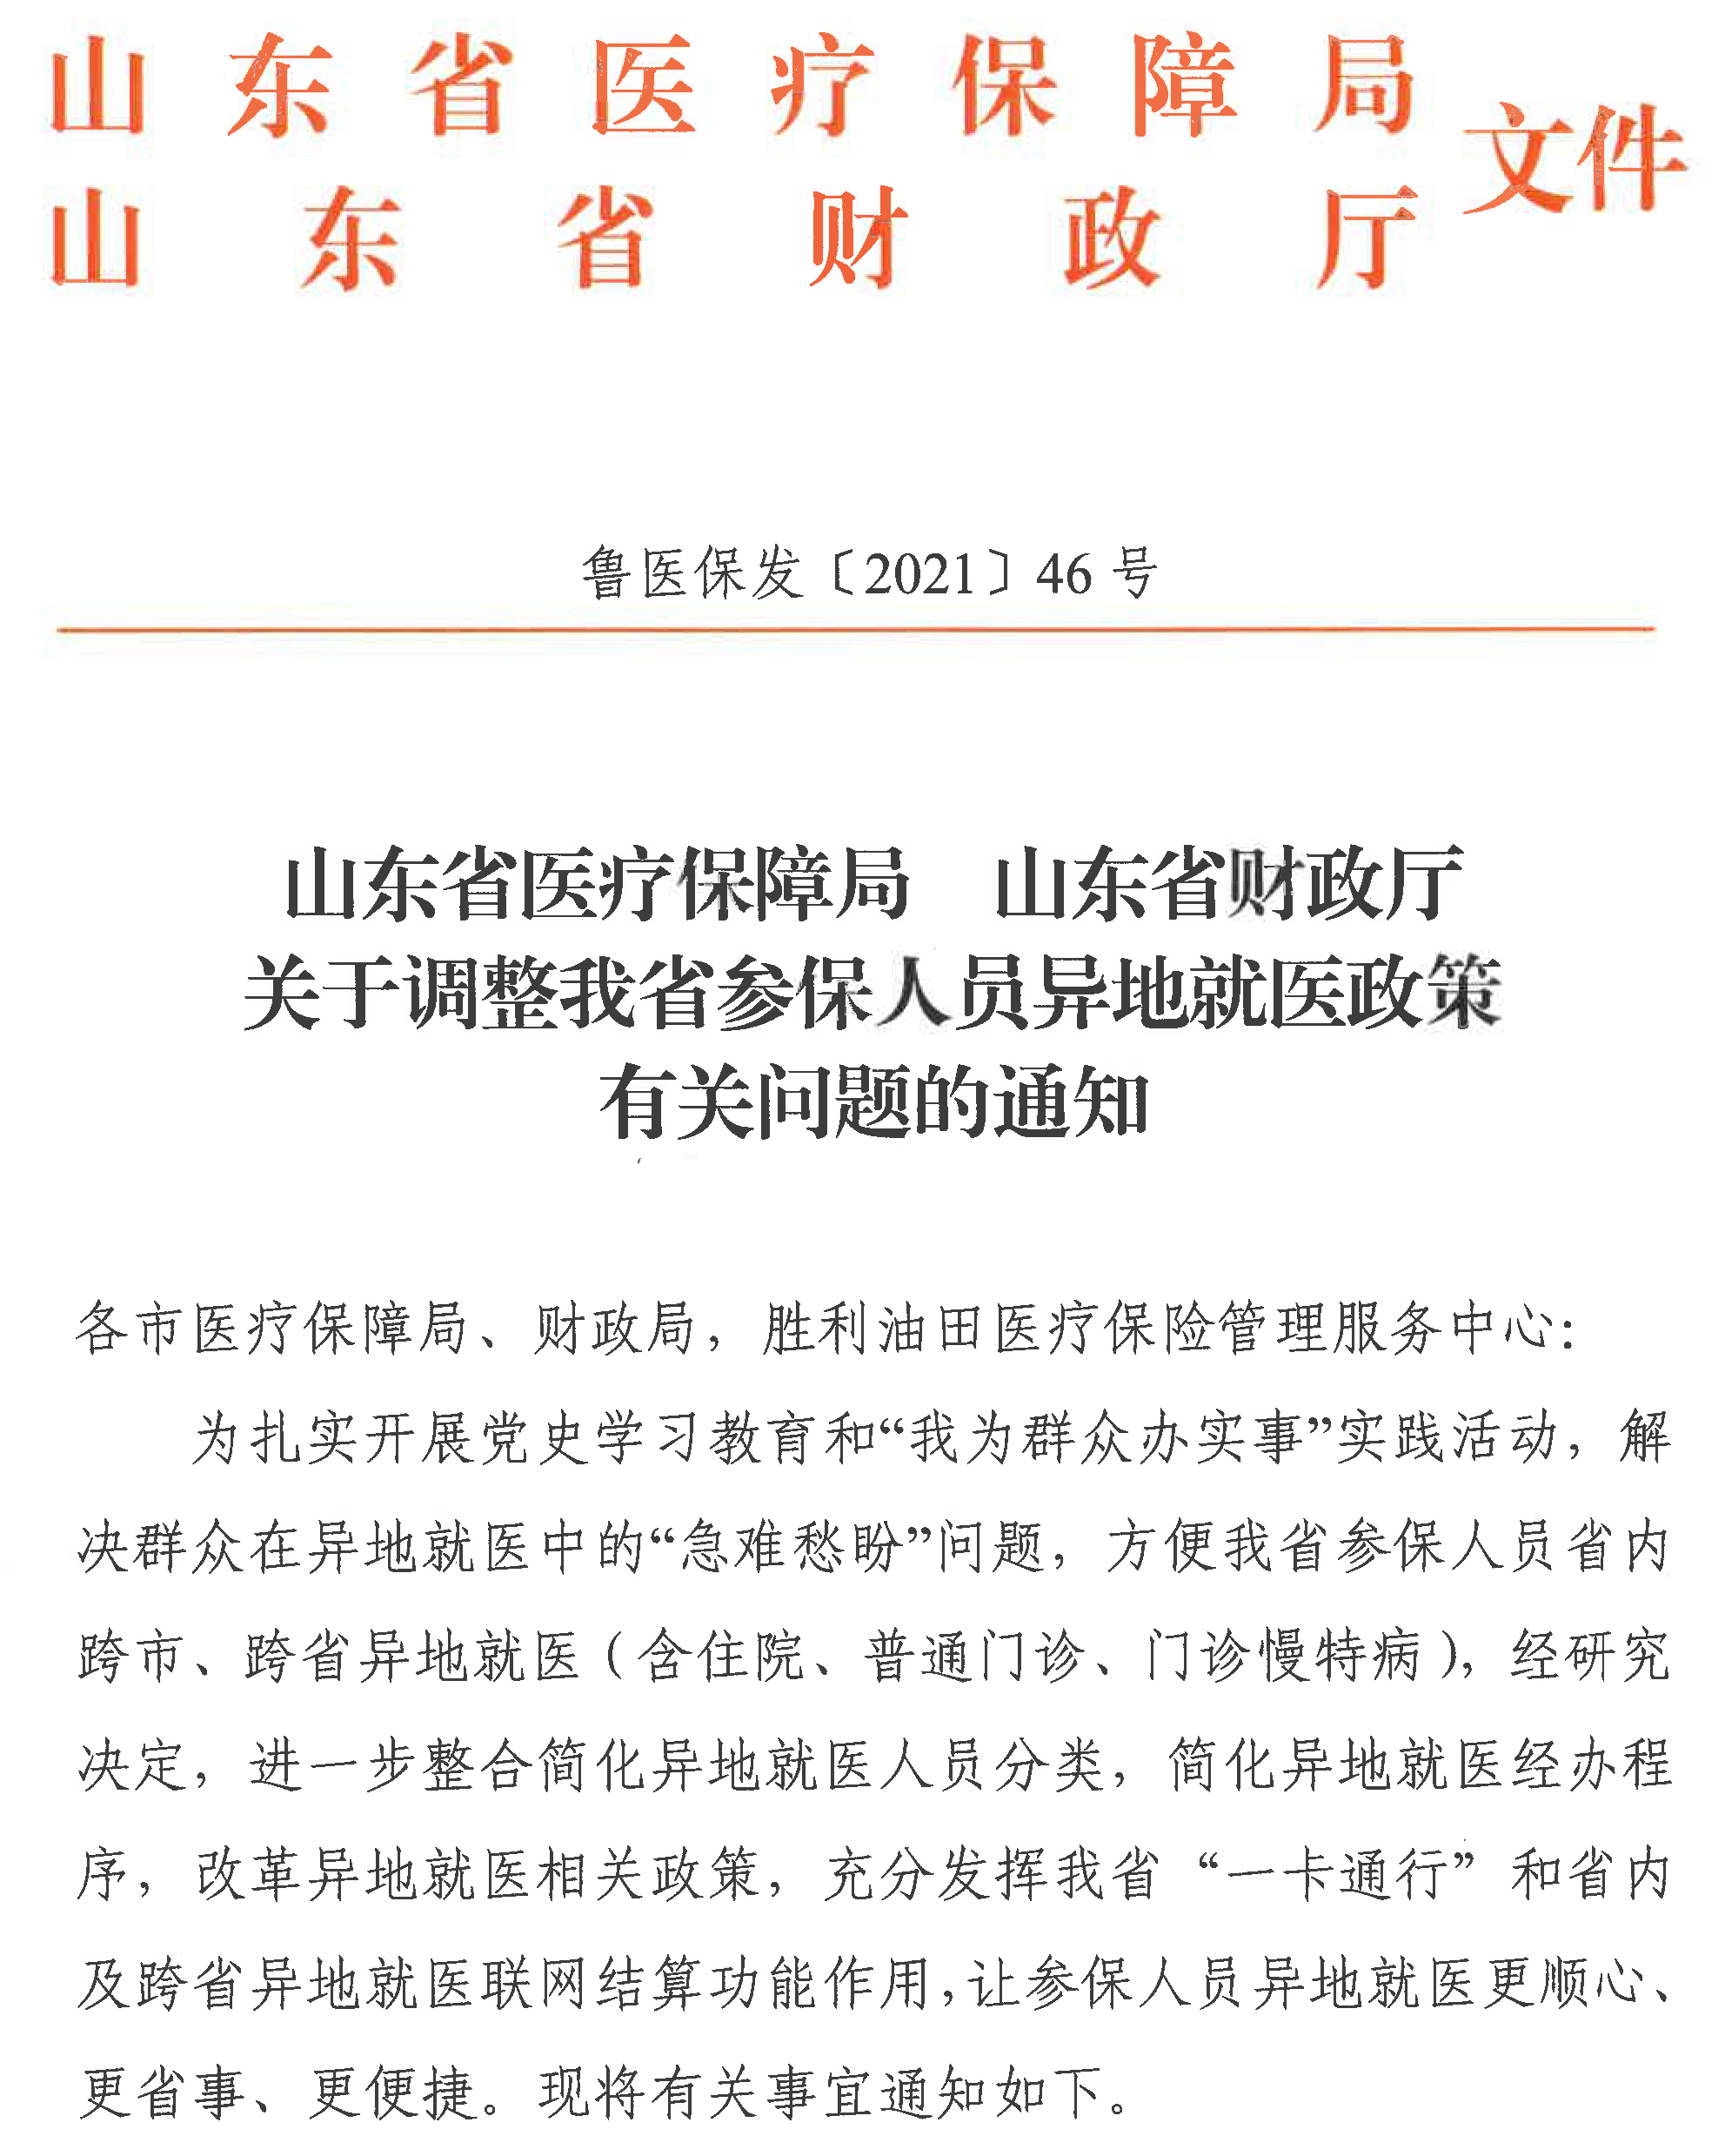 山东省医疗保障局
文件
山东省财政厅
鲁医保发〔2021〕46 号
山东省医疗保障局 山东省财政厅
关于调整我省参保人员异地就医政策
有关问题的通知
各市医疗保障局、财政局，胜利油田医疗保险管理服务中心：
为扎实开展党史学习教育和“我为群众办实事”实践活动，解
决群众在异地就医中的“急难愁盼”问题，方便我省参保人员省内
跨市、跨省异地就医（含住院、普通门诊、门诊慢特病），经研究
决定，进一步整合简化异地就医人员分类，简化异地就医经办程
序，改革异地就医相关政策，充分发挥我省“一卡通行”和省内
及跨省异地就医联网结算功能作用，让参保人员异地就医更顺心、
更省事、更便捷。现将有关事宜通知如下。